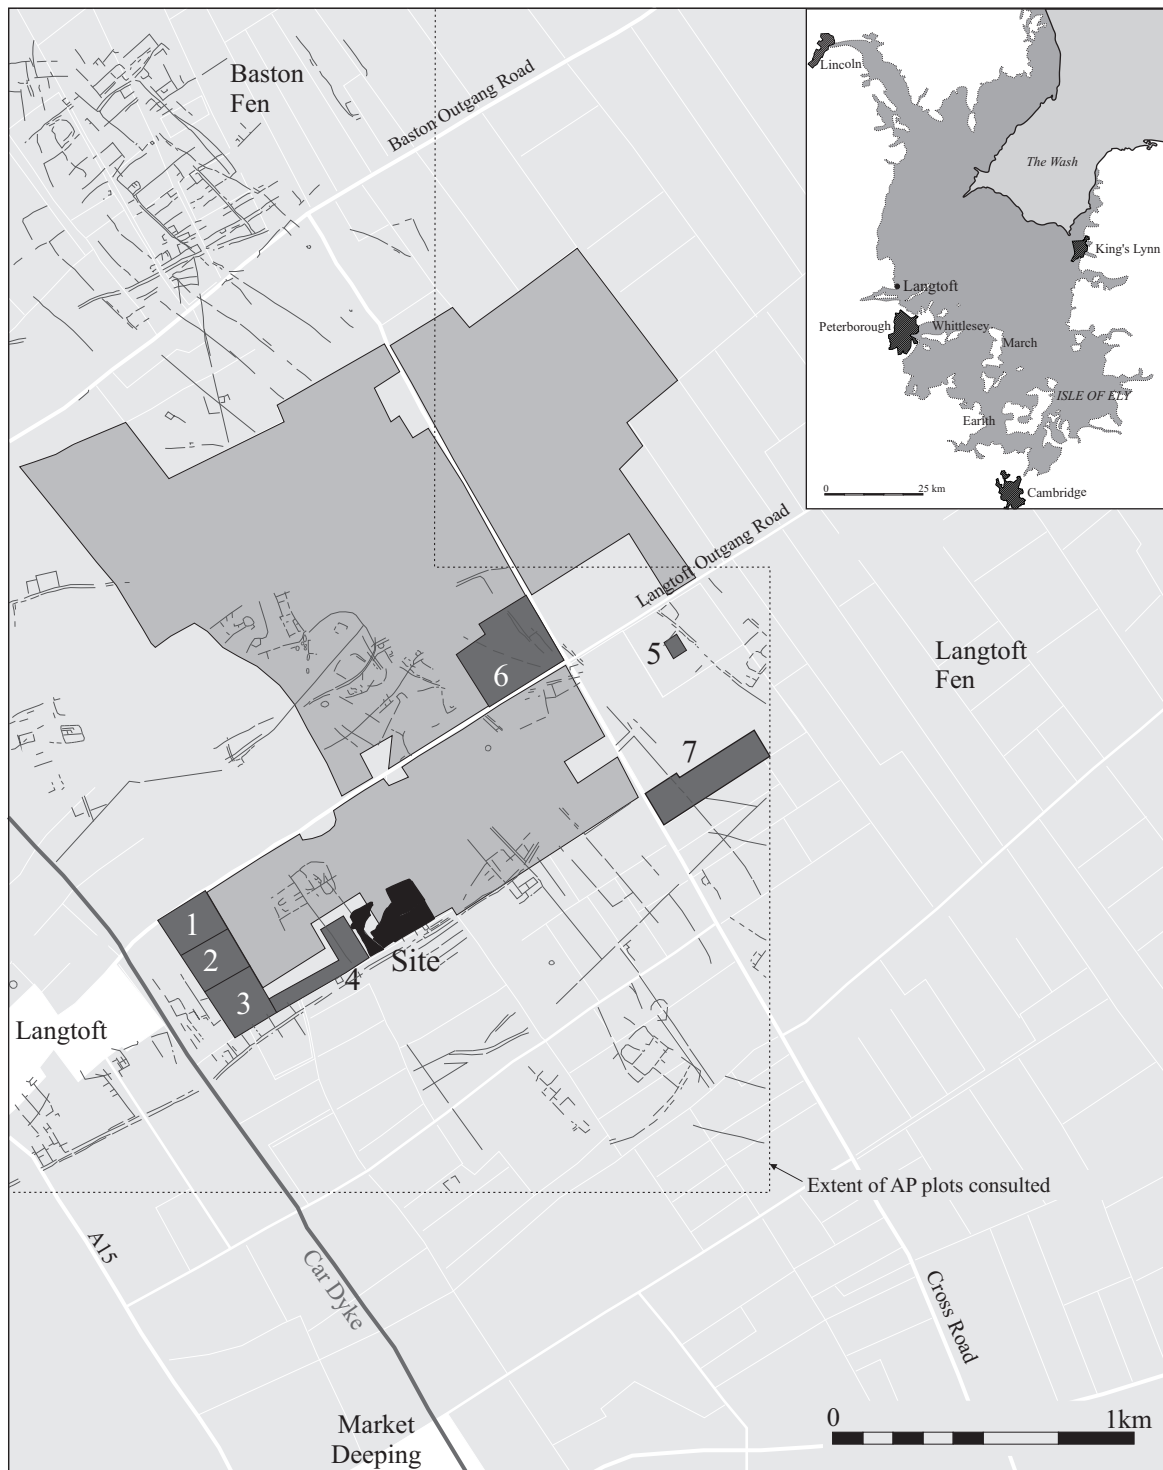 Baston
Fen
Baston Outgang Road
Lincoln
The Wash
King's Lynn
Langtoft
Peterborough
Whittlesey
March
ISLE OF ELY
Earith
0
25 km
Cambridge
Langtoft Outgang Road
5
Langtoft
Fen
6
7
1
2
3
4
Site
Langtoft
Extent of AP plots consulted
A15
Car Dyke
Cross Road
Market
Deeping
0
1km